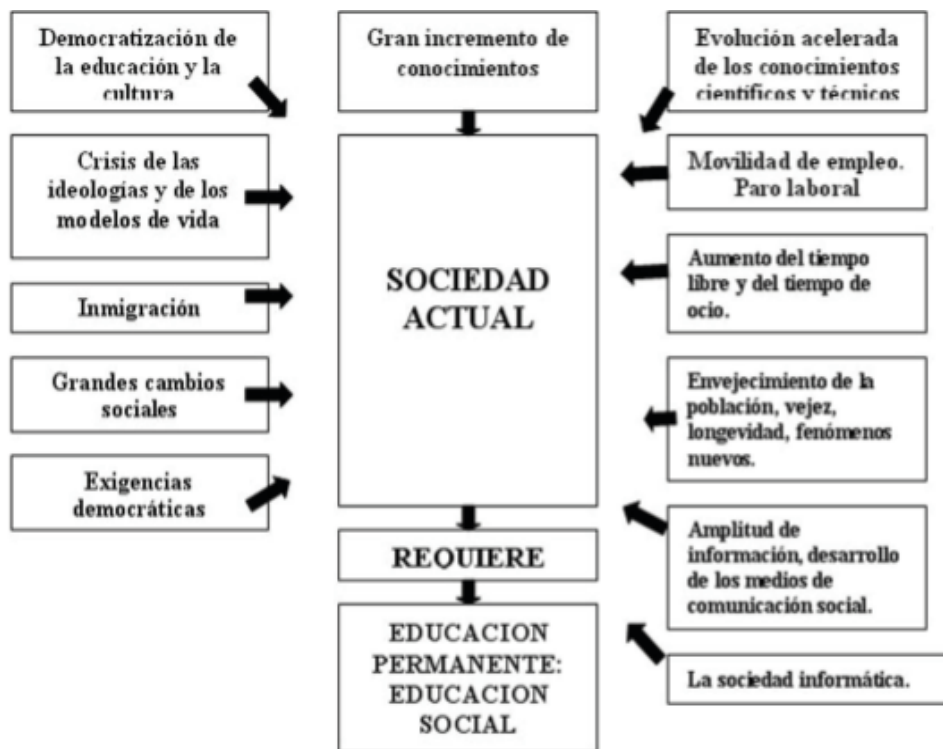 Democratización de
la educación y la
cultura
Crisis de las
ideologías y de los
modelos de vida
Inmigración
Grandes cambios
sociales
Exigencias
democráticas
Gran incremento de
conocimientos
SOCIEDAD
ACTUAL
REQUIERE
EDUCACION
PERMANENTE:
EDUCACION
SOCIAL
Evolución acelerada
de los conocimientos
científicos y técnicos
Movilidad de empleo.
Paro laboral
Aumento del tiempo
libre y del tiempo de
ocio.
Envejecimiento de la
población, vejez,
longevidad, fenómenos
nuevos.
Amplitud de
información, desarrollo
de los medios de
comunicación social.
La sociedad informática.